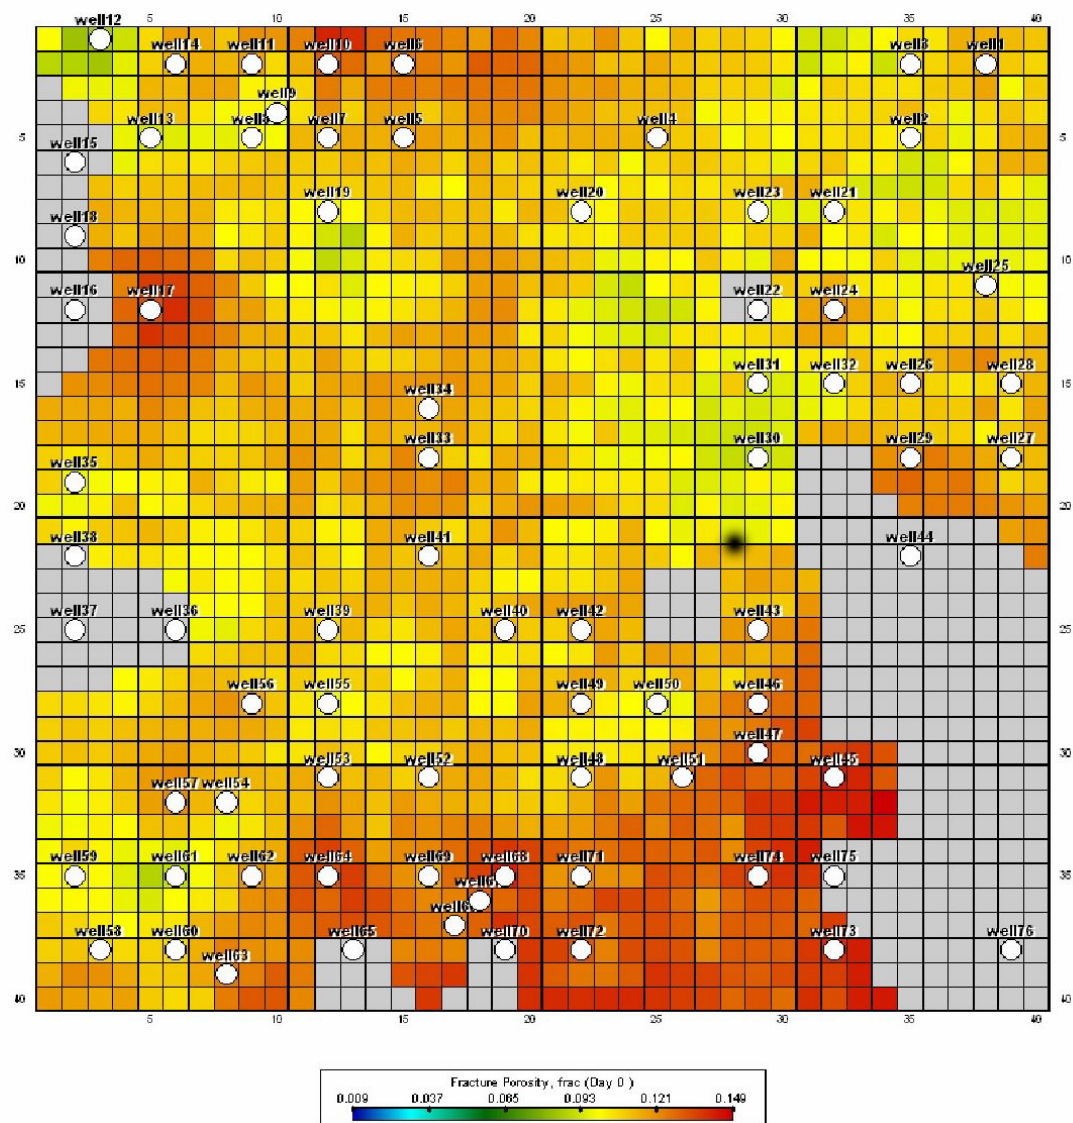 5 10 15 20 25 30 35 40
well12
well14 well11 well10 well6 well3 well1
well9
5 well13 well8 well7 well5 well4 well2 5
well15
well19 well20 well23 well21
well18
10 10
well25
well16 well17 well22 well24
15 well31 well32 well26 well28 15
well34
well33 well30 well29 well27
well35
20 20
well38 well41 well44
25 well37 well36 well39 well40 well42 well43 25
well56 well55 well49 well50 well46
30 well47 30
well53 well52 well48 well51 well45
well57 well54
35 well59 well61 well62 well64 well69 well68 well71 well74 well75 35
well58 well60 well65 well70 well72 well73 well76
well63
40 40
5 10 15 20 25 30 35 40
Fracture Porosity, frac (Day 0 )
0.009 0.037 0.065 0.093 0.121 0.149